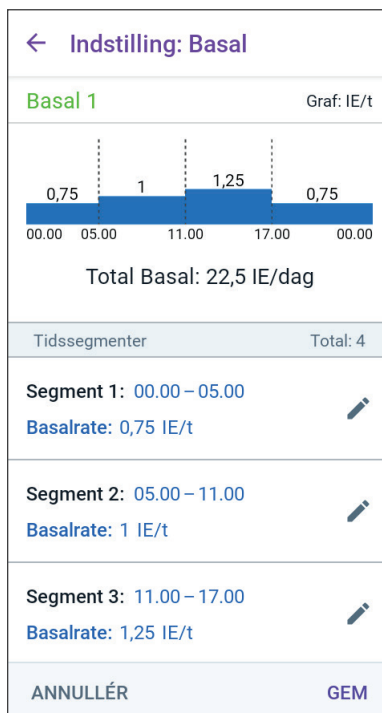 Indstilling: Basal
Basal 1 Graf: IE/t
0,75 1 1,25 0,75
00.00 05.00 11.00 17.00 00.00
Total Basal: 22,5 IE/dag
Tidssegmenter Total: 4
Segment 1: 00.00 – 05.00
Basalrate: 0,75 IE/t
Segment 2: 05.00 – 11.00
Basalrate: 1 IE/t
Segment 3: 11.00 – 17.00
Basalrate: 1,25 IE/t
ANNULLÉR GEM